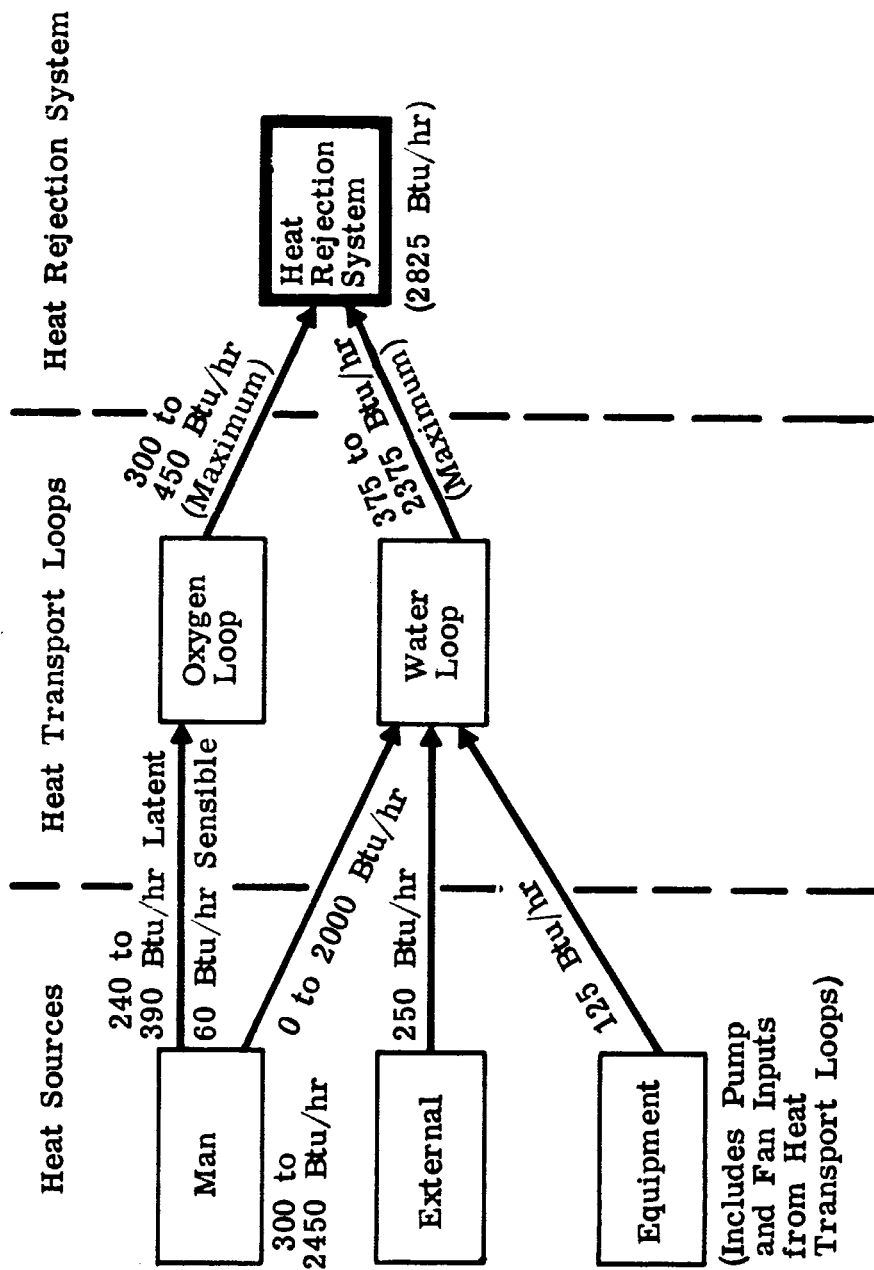 Heat Sources
Heat Transport Loops
Heat Rejection System
Man
300 to
2450 Btu/hr
240 to
390 Btu/hr Latent
60 Btu/hr Sensible
0 to 2000 Btu/hr
External
250 Btu/hr
Equipment
(Includes Pump
and Fan Inputs
from Heat
Transport Loops)
125 Btu/hr
Oxygen
Loop
300 to
450 Btu/hr
(Maximum)
Water
Loop
375 to
2375 Btu/hr
(Maximum)
Heat
Rejection
System
(2825 Btu/hr)